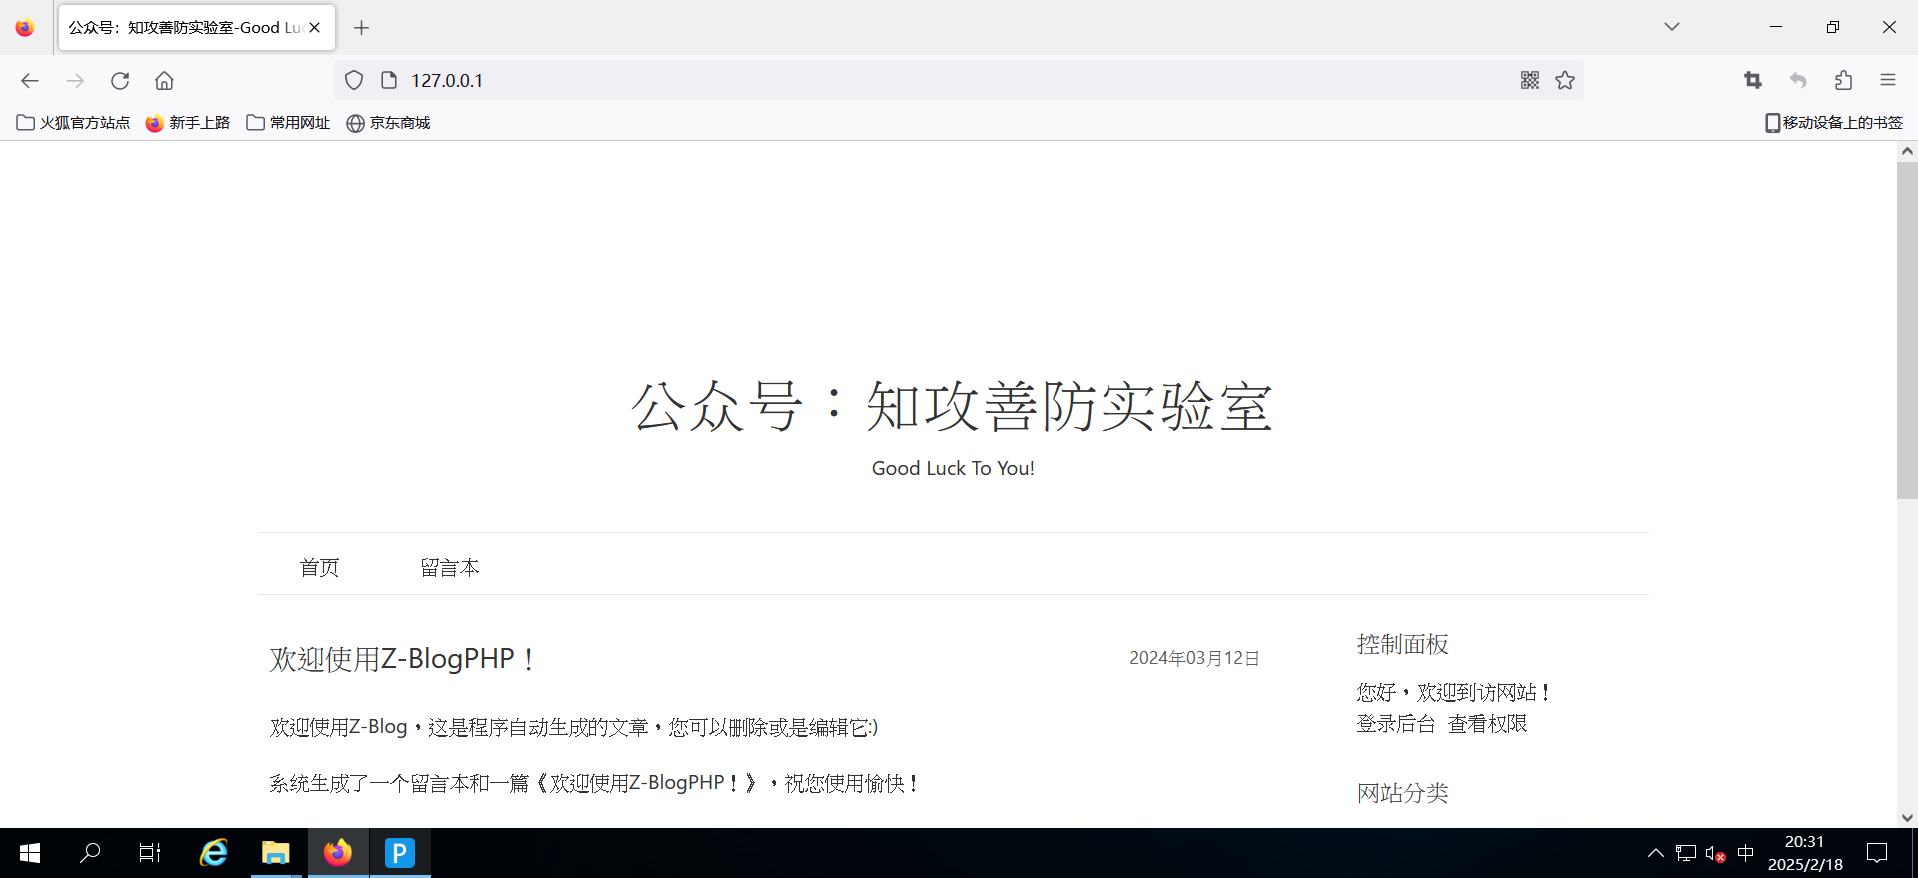 公众号：知攻善防实验室-Good Luc
127.0.0.1
火狐官方站点 新手上路 常用网址 京东商城 移动设备上的书签
公众号：知攻善防实验室
Good Luck To You!
首页 留言本
欢迎使用Z-BlogPHP！ 2024年03月12日
欢迎使用Z-Blog，这是程序自动生成的文章，您可以删除或是编辑它:)
系统生成了一个留言本和一篇《欢迎使用Z-BlogPHP！》，祝您使用愉快！
控制面板
您好，欢迎到访网站！
登录后台 查看权限
网站分类
中
20:31
2025/2/18